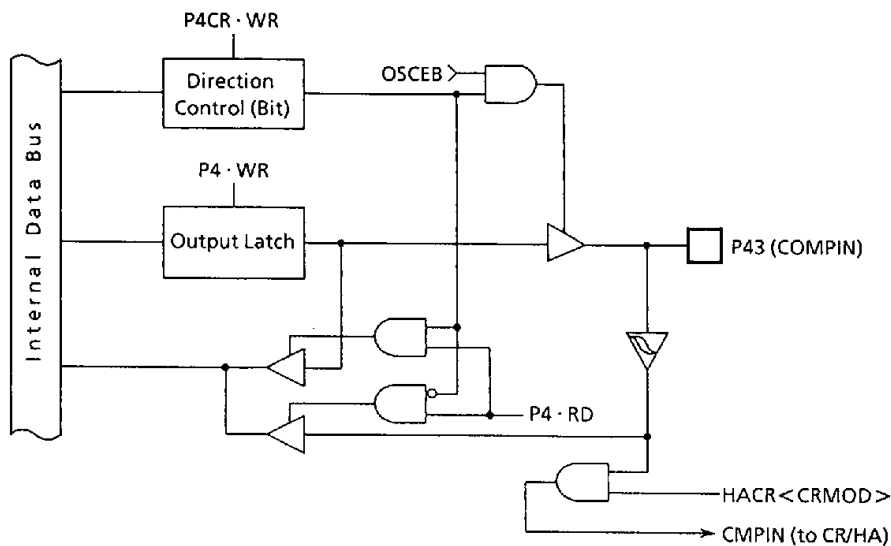 P4CR · WR
Direction
Control (Bit)
OSCEB
Internal Data Bus
P4 · WR
Output Latch
P43 (COMPIN)
P4 · RD
HACR<CRMOD>
CMPIN (to CR/HA)